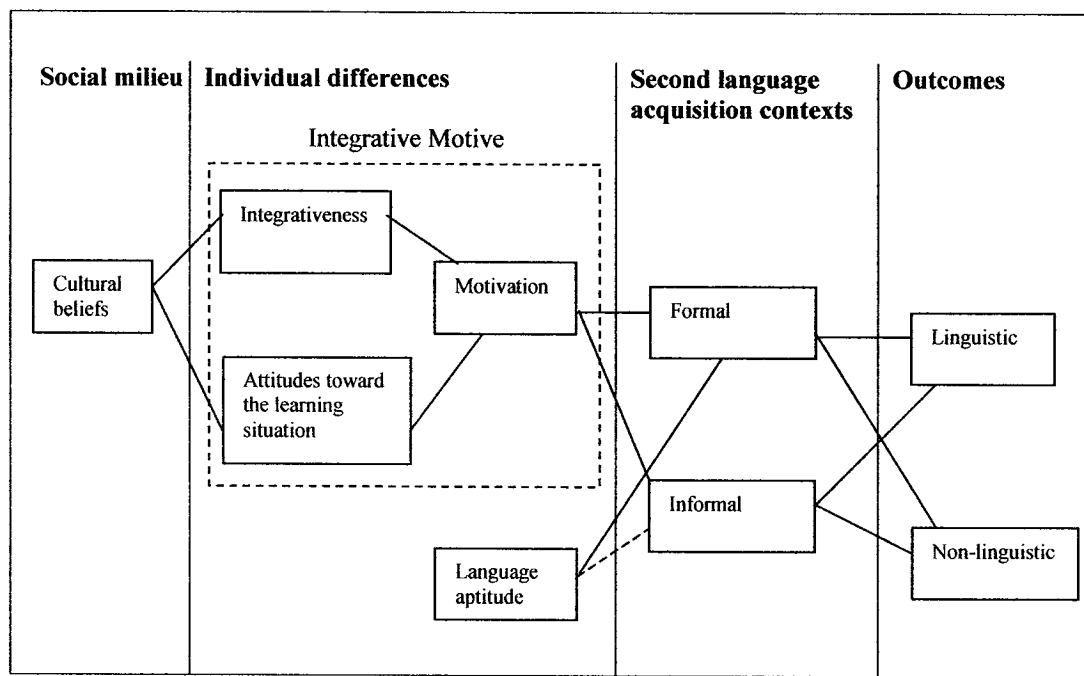 Social milieu
Individual differences
Second language
acquisition contexts
Outcomes
Integrative Motive
Integrativeness
Cultural
beliefs
Motivation
Attitudes toward
the learning
situation
Language
aptitude
Formal
Informal
Linguistic
Non-linguistic